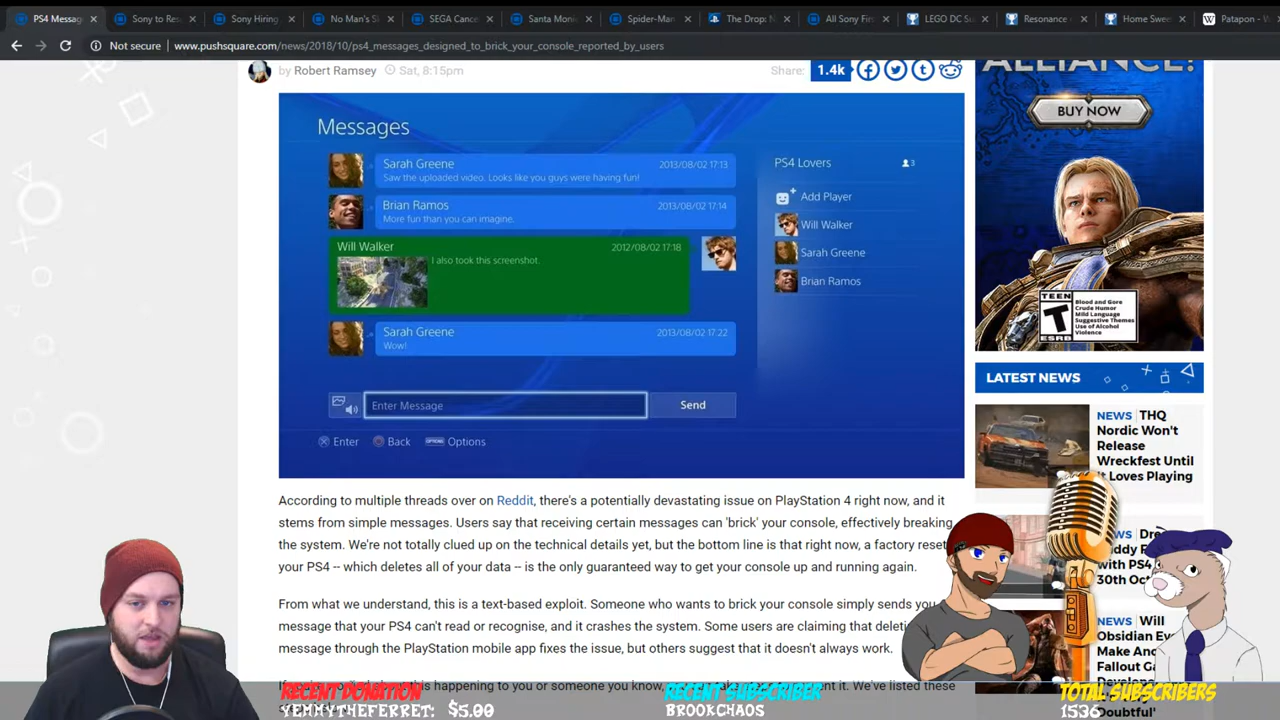 PS4 Messag
Sony to Res
Sony Hiring
No Man's S
SEGA Cance
Santa Moni
Spider-Man
The Drop: N
All Sony Fir
LEGO DC Su
Resonance
Home Swee
Patapon - W
Not secure
www.pushsquare.com/news/2018/10/ps4_messages_designed_to_brick_your_console_reported_by_users
by Robert Ramsey
Sat, 8:15pm
Share:
1.4k
Messages
Sarah Greene
2013/08/02 17:13
Saw the uploaded video. Looks like you guys were having fun!
Brian Ramos
2013/08/02 17:14
More fun than you can imagine.
Will Walker
2012/08/02 17:18
I also took this screenshot.
Sarah Greene
2013/08/02 17:22
Wow!
Enter Message
Send
Enter
Back
OPTIONS
Options
PS4 Lovers
3
Add Player
Will Walker
Sarah Greene
Brian Ramos
ALLIANCE!
BUY NOW
TEEN
T
ESRB
Blood and Gore
Crude Humor
Mild Language
Suggestive Themes
Use of Alcohol
Violence
LATEST NEWS
NEWS THQ
Nordic Won't
Release
Wreckfest Until
It Loves Playing
NEWS
with PS4
30th Oct
NEWS Will
Obsidian Ev
Make Ano
Fallout Ga
Doubtful'
According to multiple threads over on Reddit, there's a potentially devastating issue on PlayStation 4 right now, and it
stems from simple messages. Users say that receiving certain messages can 'brick' your console, effectively breaking
the system. We're not totally clued up on the technical details yet, but the bottom line is that right now, a factory reset
your PS4 -- which deletes all of your data -- is the only guaranteed way to get your console up and running again.
From what we understand, this is a text-based exploit. Someone who wants to brick your console simply sends you
message that your PS4 can't read or recognise, and it crashes the system. Some users are claiming that deleti
message through the PlayStation mobile app fixes the issue, but others suggest that it doesn't always work.
his happening to you or someone you know,
nt it. We've listed these
RECENT DONATION
YEMMYTHEFERRET: $5.00
RECENT SUBSCRIBER
BROOKCHAOS
TOTAL SUBSCRIBERS
1536